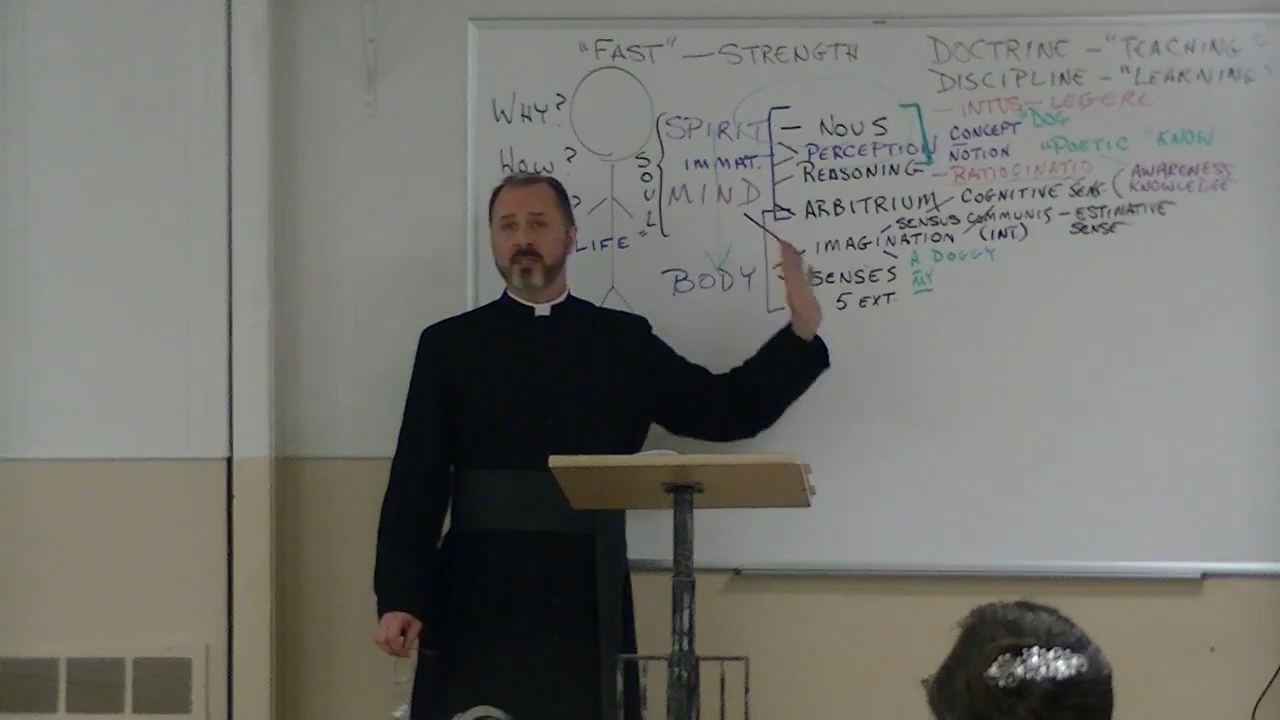 "FAST" — STRENGTH
DOCTRINE - "TEACHING"
DISCIPLINE - "LEARNING"
WHY?
HOW?
?
LIFE =
SOUL
SPIRIT
IMMAT.
MIND
BODY
— NOUS
PERCEPTIO
REASONING
ARBITRIUM
IMAGINATION (INT)
SENSES
5 EXT
- INTUS-LEGERE
CONCEPT "DOG
NOTION "POETIC KNOW
- RATIOCINATIO
COGNITIVE SENS. (AWARENESS
KNOWLEDGE
SENSUS COMMUNIS - ESTIMATIVE
SENSE
A DOGGY